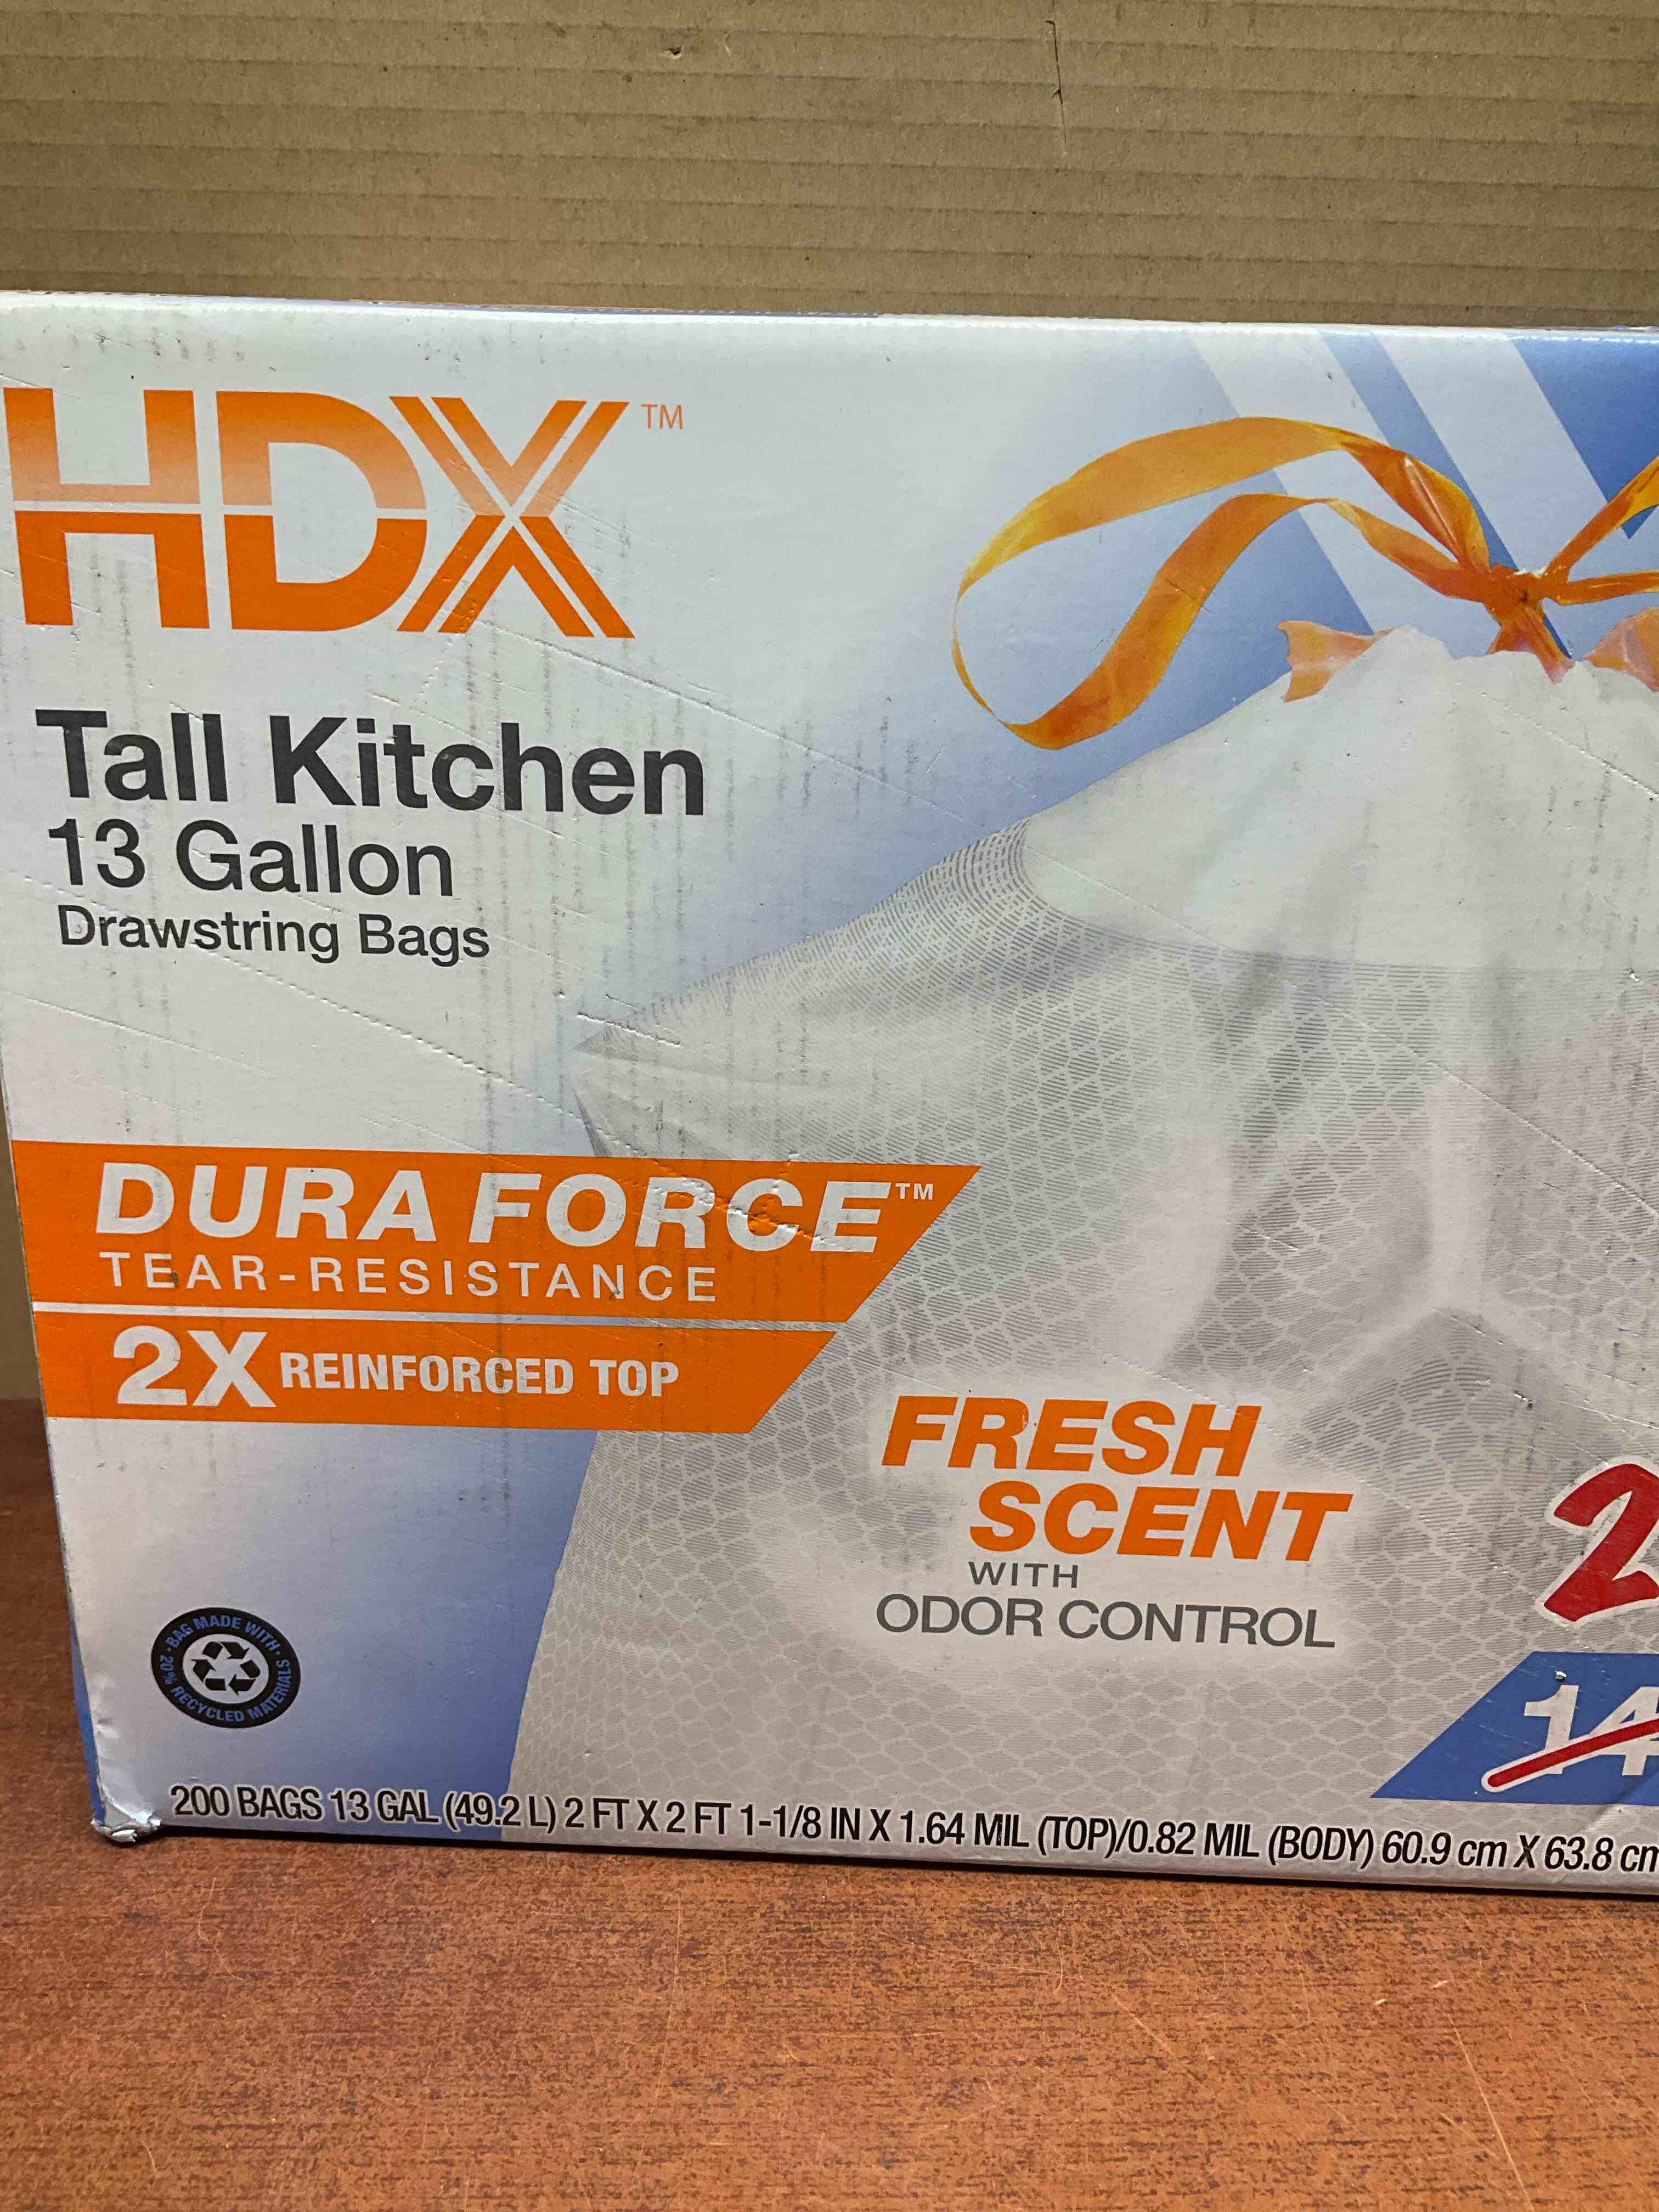 HDX™
Tall Kitchen
13 Gallon
Drawstring Bags
DURA FORCE™
TEAR-RESISTANCE
2X REINFORCED TOP
FRESH
SCENT
WITH
ODOR CONTROL
2
14
• BAG MADE WITH •
20% RECYCLED MATERIALS
200 BAGS 13 GAL (49.2 L) 2 FT X 2 FT 1-1/8 IN X 1.64 MIL (TOP)/0.82 MIL (BODY) 60.9 cm X 63.8 cm